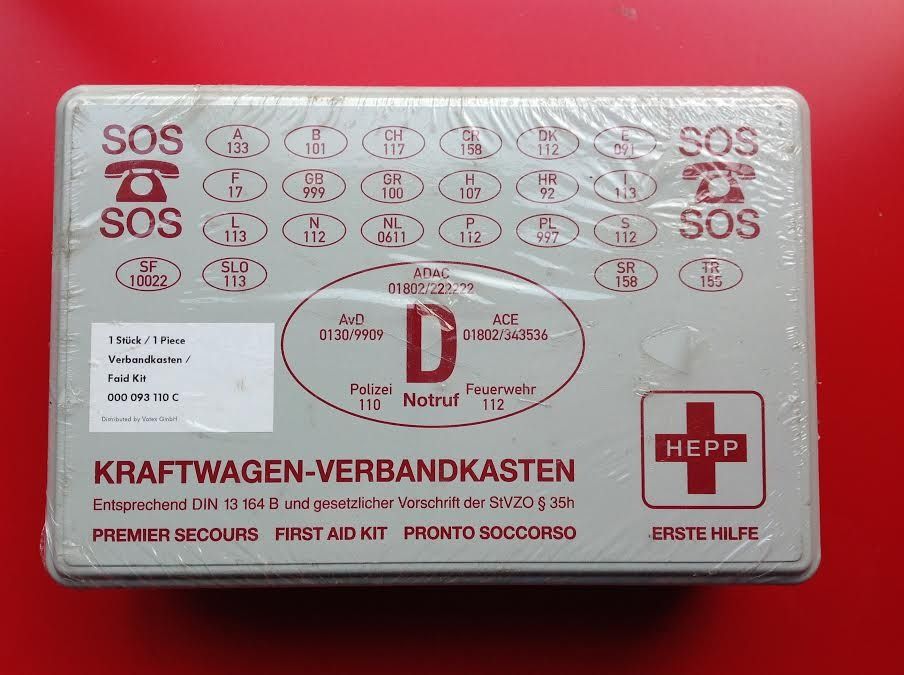 SOS
SOS
A
133
B
101
CH
117
CR
158
DK
112
E
091
F
17
GB
999
GR
100
H
107
HR
92
I
113
L
113
N
112
NL
0611
P
112
PL
997
S
112
SF
10022
SLO
113
SR
158
TR
155
SOS
SOS
ADAC
01802/222222
AvD
0130/9909
D
ACE
01802/343536
Polizei
110
Notruf
Feuerwehr
112
1 Stück / 1 Piece
Verbandkasten /
Faid Kit
000 093 110 C
Distributed by Votex GmbH
HEPP
KRAFTWAGEN-VERBANDKASTEN
Entsprechend DIN 13 164 B und gesetzlicher Vorschrift der StVZO § 35h
PREMIER SECOURS FIRST AID KIT PRONTO SOCCORSO
ERSTE HILFE